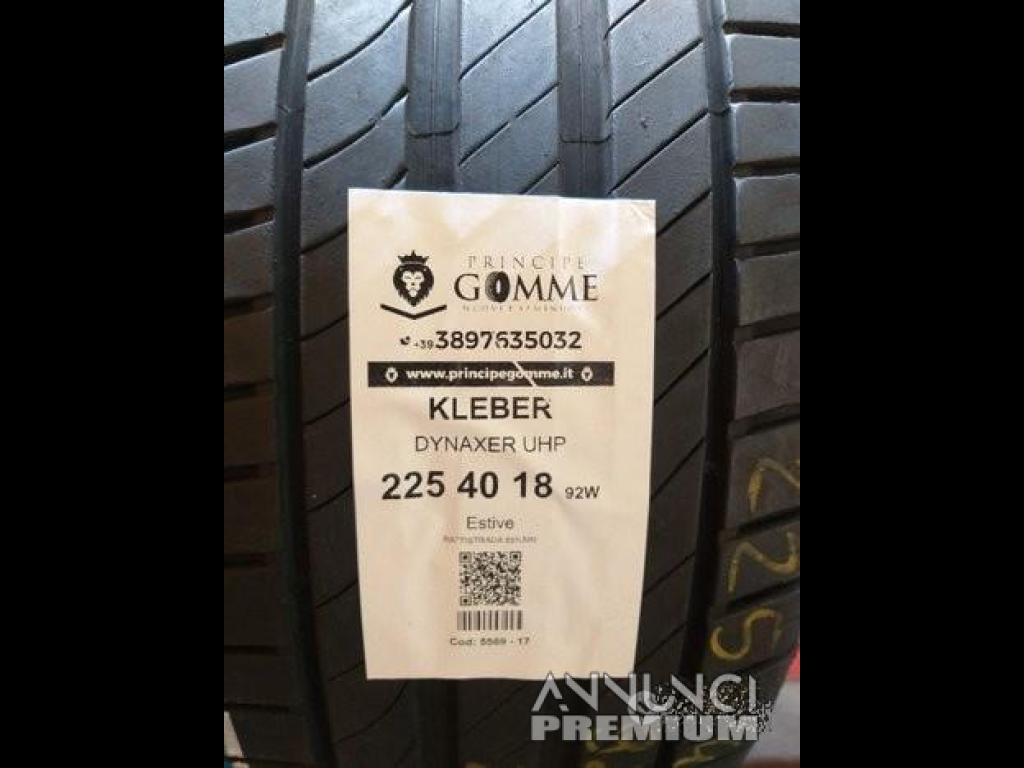 PRINCIPE
GOMME
+39 3897635032
www.principegomme.it
KLEBER
DYNAXER UHP
225 40 18 92W
Estive
Cod: 5569 - 17
225
ANNUNCI
PREMIUM